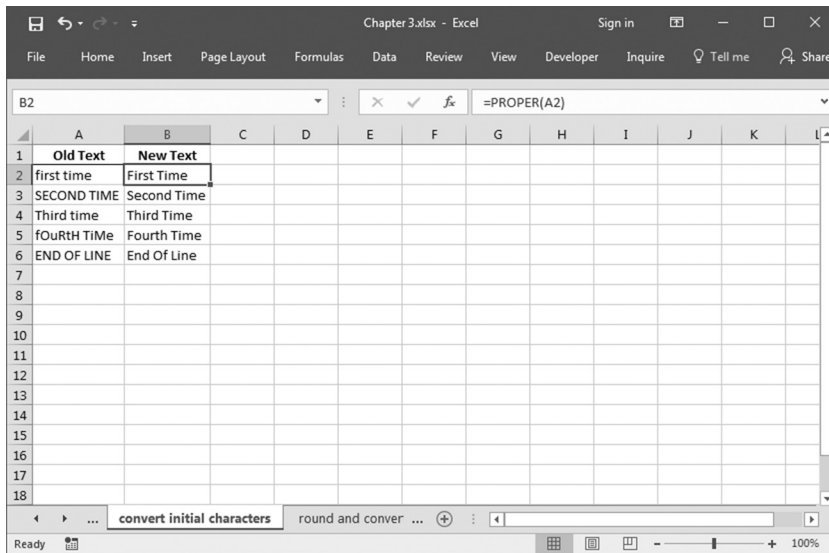 Chapter 3.xlsx - Excel Sign in
File Home Insert Page Layout Formulas Data Review View Developer Inquire Tell me Share
B2 fx =PROPER(A2)
A B C D E F G H I J K L
1 Old Text New Text
2 first time First Time
3 SECOND TIME Second Time
4 Third time Third Time
5 fOuRtH TiMe Fourth Time
6 END OF LINE End Of Line
7
8
9
10
11
12
13
14
15
16
17
18
... convert initial characters round and conver ...
Ready 100%